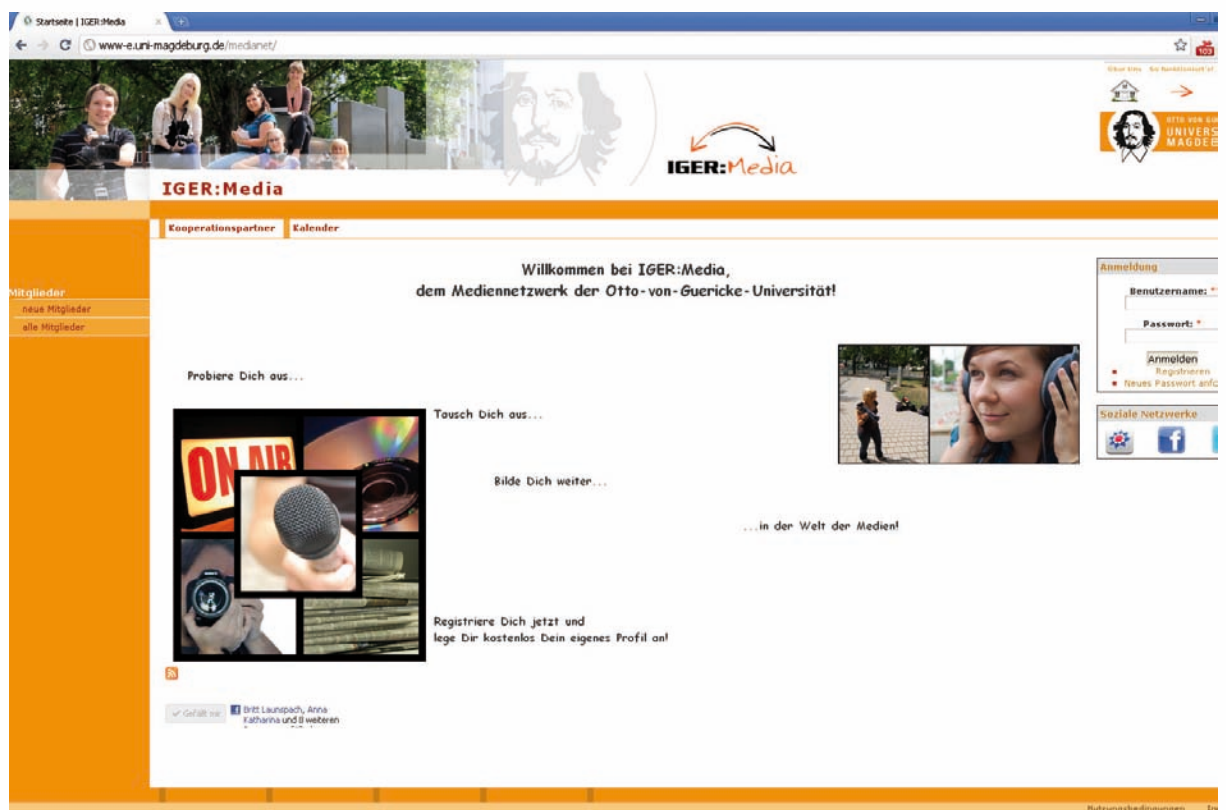 Startseite | IGER:Media
www-e.uni-magdeburg.de/medianet/
103
IGER:Media
OTTO VON
IGER:Media
Kooperationspartner Kalender
Willkommen bei IGER:Media,
dem Mediennetzwerk der Otto-von-Guericke-Universität!
Mitglieder
neue Mitglieder
alle Mitglieder
Anmeldung
Benutzername: *
Passwort: *
Anmelden
Registrieren
Neues Passwort
Soziale Netzwerke
Probiere Dich aus...
Tausch Dich aus...
ON AIR
Bilde Dich weiter...
...in der Welt der Medien!
Registriere Dich jetzt und
lege Dir kostenlos Dein eigenes Profil an!
Gefällt mir
Britt Launspach, Anna
Katharina und 8 weiteren
Nutzungsbedingungen